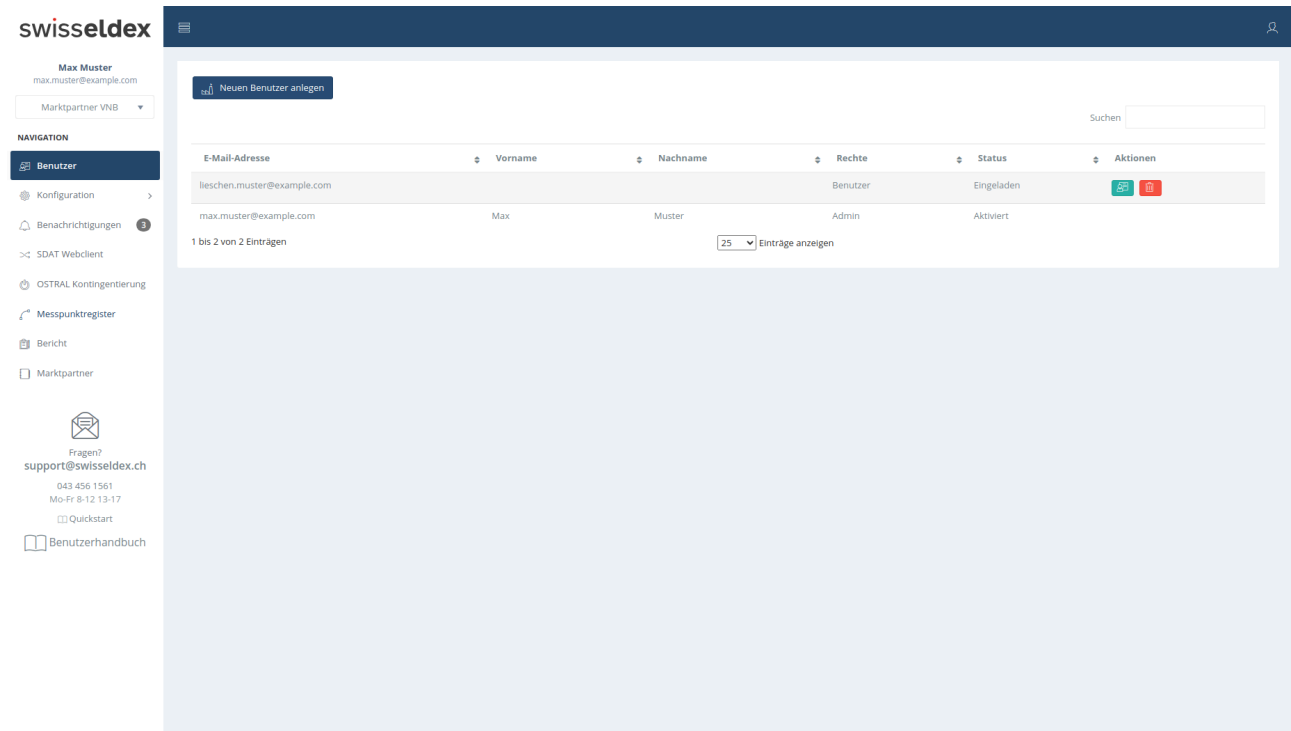 swisseldex
Max Muster
max.muster@example.com
Marktpartner VNB
NAVIGATION
Benutzer
Konfiguration
Benachrichtigungen 3
SDAT Webclient
OSTRAL Kontingentierung
Messpunktregister
Bericht
Marktpartner
Fragen?
support@swisseldex.ch
043 456 1561
Mo-Fr 8-12 13-17
Quickstart
Benutzerhandbuch
Neuen Benutzer anlegen
Suchen
E-Mail-Adresse Vorname Nachname Rechte Status Aktionen
lieschen.muster@example.com Benutzer Eingeladen
max.muster@example.com Max Muster Admin Aktiviert
1 bis 2 von 2 Einträgen 25 Einträge anzeigen